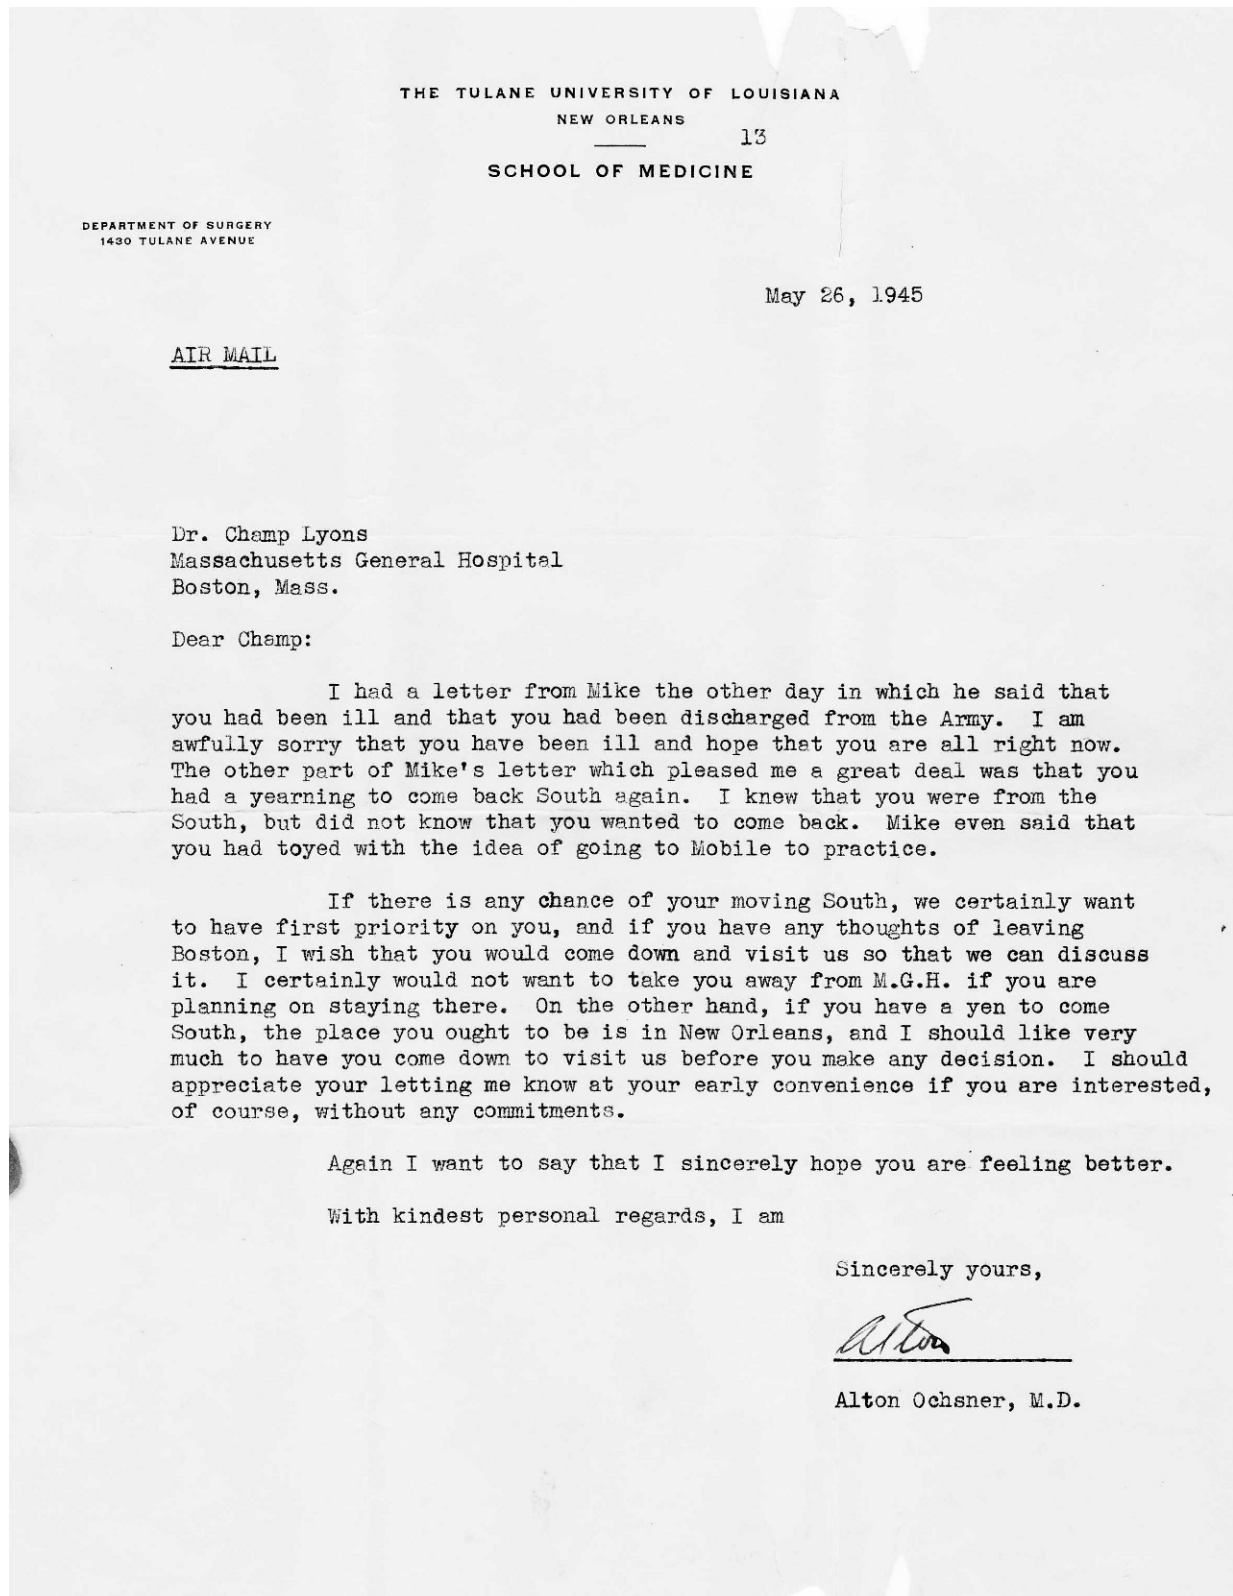 THE TULANE UNIVERSITY OF LOUISIANA
NEW ORLEANS
13
SCHOOL OF MEDICINE
DEPARTMENT OF SURGERY
1430 TULANE AVENUE
May 26, 1945
AIR MAIL
Dr. Champ Lyons
Massachusetts General Hospital
Boston, Mass.
Dear Champ:
I had a letter from Mike the other day in which he said that
you had been ill and that you had been discharged from the Army. I am
awfully sorry that you have been ill and hope that you are all right now.
The other part of Mike's letter which pleased me a great deal was that you
had a yearning to come back South again. I knew that you were from the
South, but did not know that you wanted to come back. Mike even said that
you had toyed with the idea of going to Mobile to practice.
If there is any chance of your moving South, we certainly want
to have first priority on you, and if you have any thoughts of leaving
Boston, I wish that you would come down and visit us so that we can discuss
it. I certainly would not want to take you away from M.G.H. if you are
planning on staying there. On the other hand, if you have a yen to come
South, the place you ought to be is in New Orleans, and I should like very
much to have you come down to visit us before you make any decision. I should
appreciate your letting me know at your early convenience if you are interested,
of course, without any commitments.
Again I want to say that I sincerely hope you are feeling better.
With kindest personal regards, I am
Sincerely yours,
Alton
Alton Ochsner, M.D.